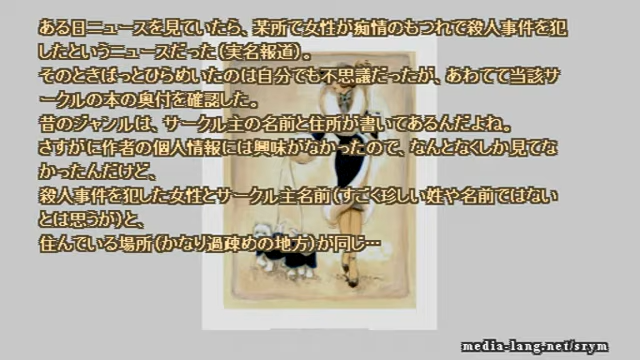 ある日ニュースを見ていたら、某所で女性が痴情のもつれで殺人事件を犯
したというニュースだった（実名報道）。
そのときぱっとひらめいたのは自分でも不思議だったが、あわてて当該サ
ークルの本の奥付を確認した。
昔のジャンルは、サークル主の名前と住所が書いてあるんだよね。
さすがに作者の個人情報には興味がなかったので、なんとなくしか見てな
かったんだけど、
殺人事件を犯した女性とサークル主名前（すごく珍しい姓や名前ではない
とは思うが）と、
住んでいる場所（かなり過疎めの地方）が同じ…
media-lang-net/srym